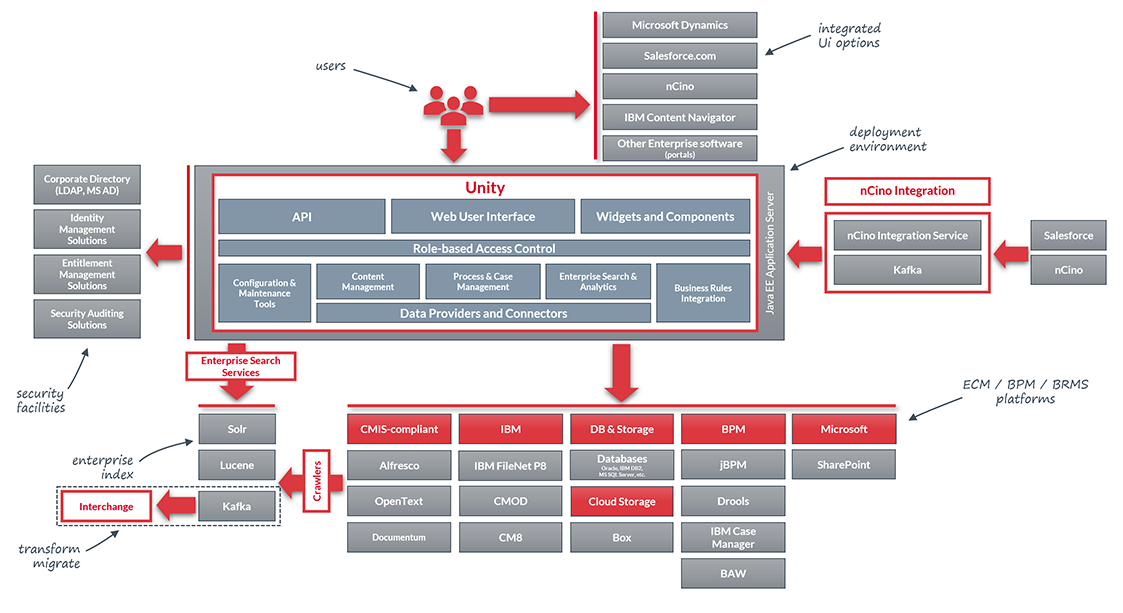 Microsoft Dynamics
Salesforce.com
nCino
IBM Content Navigator
Other Enterprise software
(portals)
integrated
Ui options
users
deployment
environment
Corporate Directory
(LDAP, MS AD)
Identity
Management
Solutions
Entitlement
Management
Solutions
Security Auditing
Solutions
security
facilities
Unity
API
Web User Interface
Widgets and Components
Role-based Access Control
Configuration &
Maintenance
Tools
Content
Management
Process & Case
Management
Enterprise Search &
Analytics
Business Rules
Integration
Data Providers and Connectors
Java EE Application Server
nCino Integration
nCino Integration Service
Kafka
Salesforce
nCino
Enterprise Search
Services
ECM / BPM / BRMS
platforms
Solr
Lucene
Kafka
enterprise
index
Interchange
transform
migrate
Crawlers
CMIS-compliant
Alfresco
OpenText
Documentum
IBM
IBM FileNet P8
CMOD
CM8
DB & Storage
Databases
Oracle, IBM DB2,
MS SQL Server, etc.
Cloud Storage
Box
BPM
jBPM
Drools
IBM Case
Manager
BAW
Microsoft
SharePoint